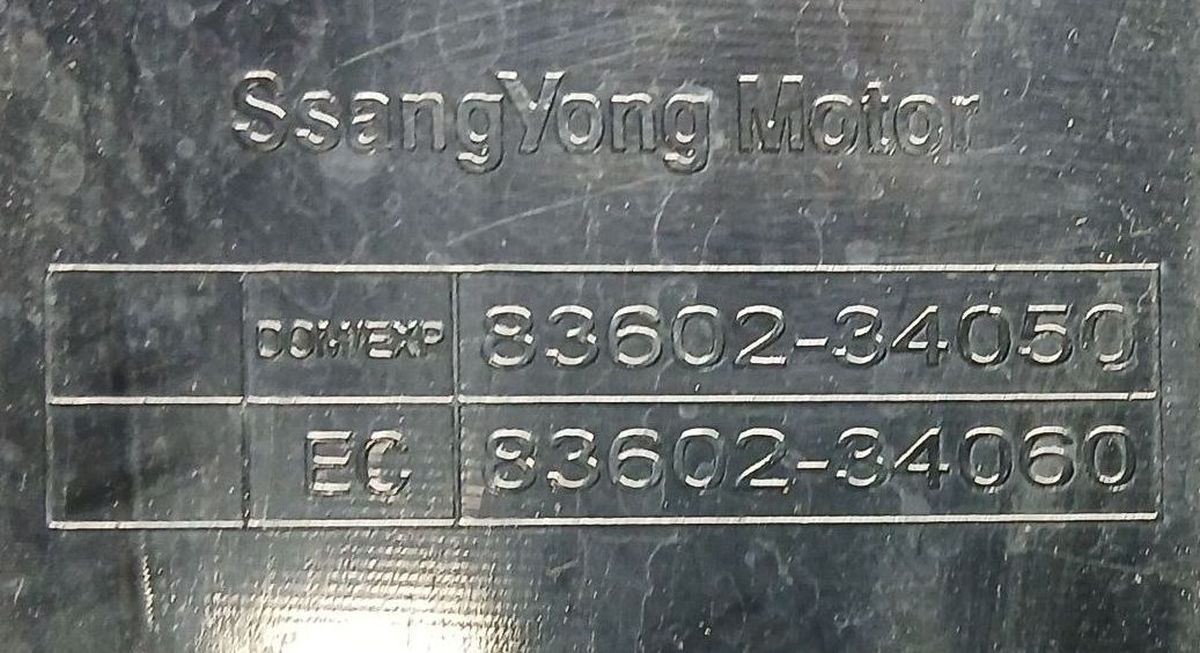 SsangYong Motor
DOM/EXP 83602-34050
EC 83602-34060